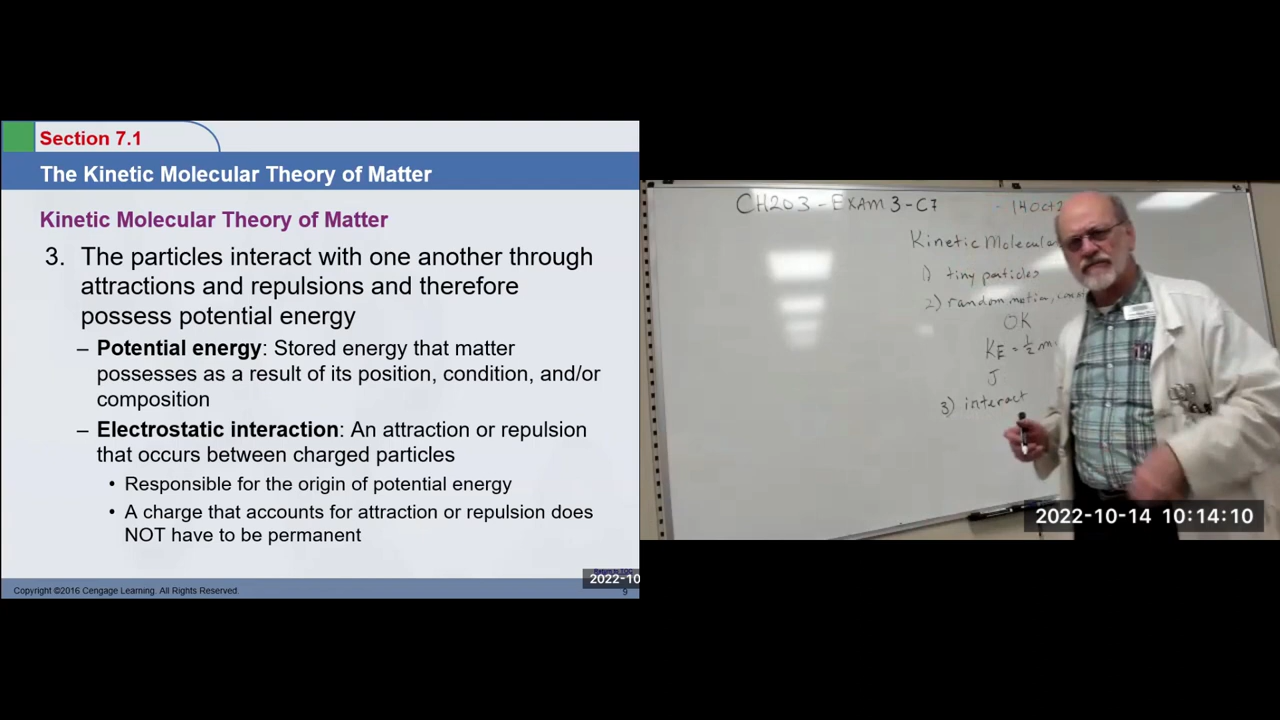 Section 7.1
The Kinetic Molecular Theory of Matter
Kinetic Molecular Theory of Matter
3. The particles interact with one another through
attractions and repulsions and therefore
possess potential energy
– Potential energy: Stored energy that matter
possesses as a result of its position, condition, and/or
composition
– Electrostatic interaction: An attraction or repulsion
that occurs between charged particles
• Responsible for the origin of potential energy
• A charge that accounts for attraction or repulsion does
NOT have to be permanent
2022-10
Copyright ©2016 Cengage Learning. All Rights Reserved.
9
CH203 - EXAM 3 - C7
- 14 Oct 2
Kinetic Molecula
1) tiny particles
2) random motion,
OK
KE = 1/2 m
J
3) interact
2022-10-14 10:14:10